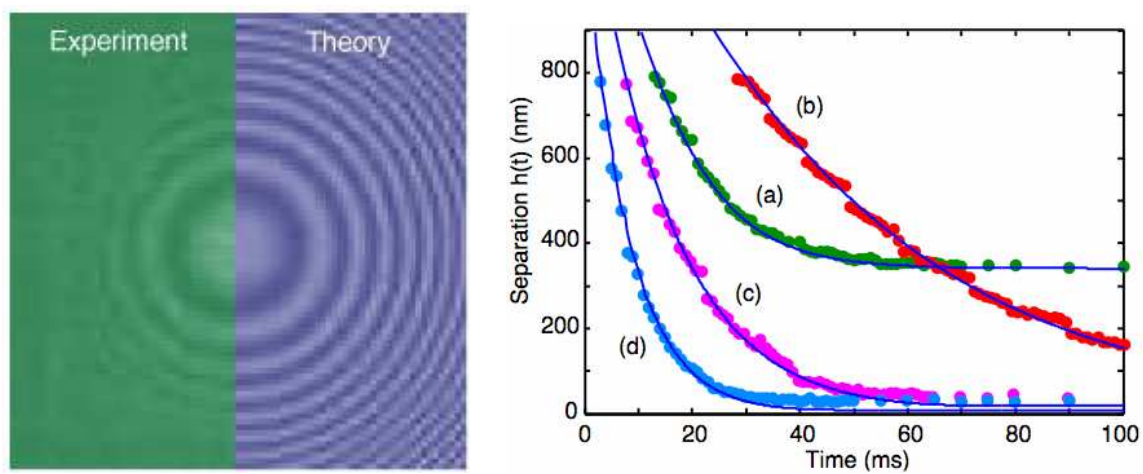 Experiment
Theory
Separation h(t) (nm)
800
600
400
200
0
(a)
(b)
(c)
(d)
0
20
40
60
80
100
Time (ms)